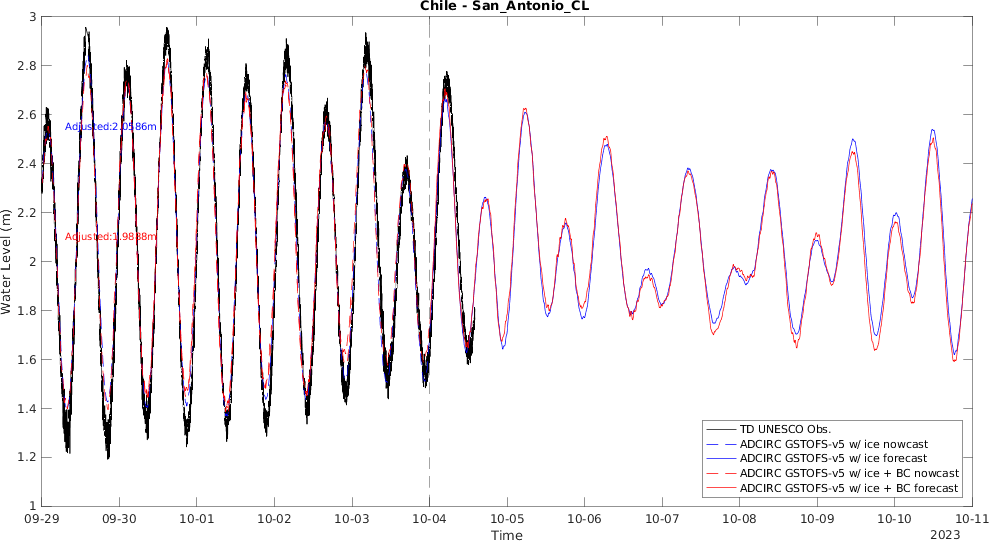 Chile - San_Antonio_CL
Water Level (m)
3
2.8
2.6
2.4
2.2
2
1.8
1.6
1.4
1.2
1
Adjusted:2.0586m
Adjusted:1.9838m
TD UNESCO Obs.
ADCIRC GSTOFS-v5 w/ ice nowcast
ADCIRC GSTOFS-v5 w/ ice forecast
ADCIRC GSTOFS-v5 w/ ice + BC nowcast
ADCIRC GSTOFS-v5 w/ ice + BC forecast
09-29 09-30 10-01 10-02 10-03 10-04 10-05 10-06 10-07 10-08 10-09 10-10 10-11
Time
2023